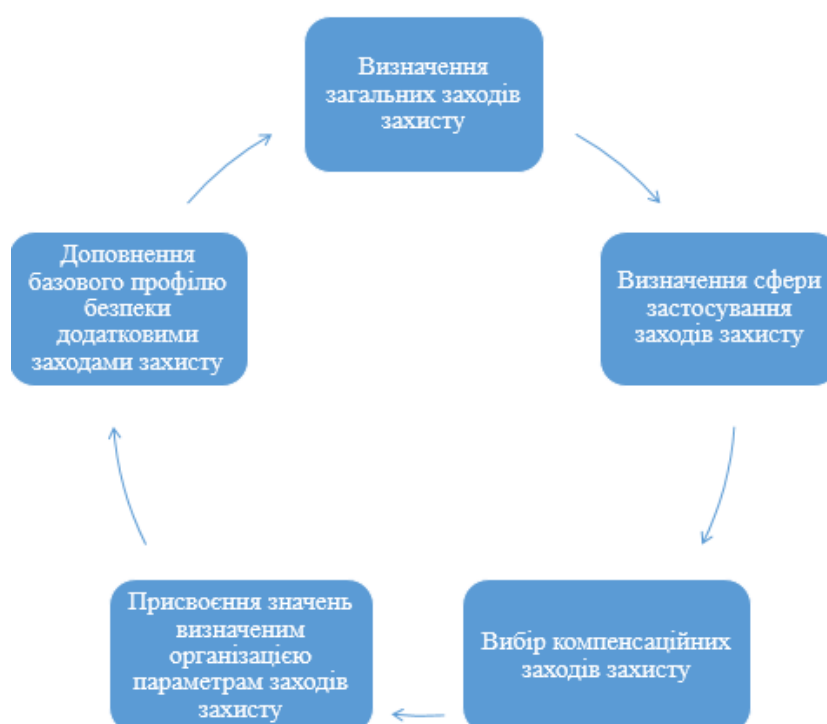 Визначення
загальних заходів
захисту
Визначення сфери
застосування
заходів захисту
Вибір компенсаційних
заходів захисту
Присвоєння значень
визначеним
організацією
параметрам заходів
захисту
Доповнення
базового профілю
безпеки
додатковими
заходами захисту